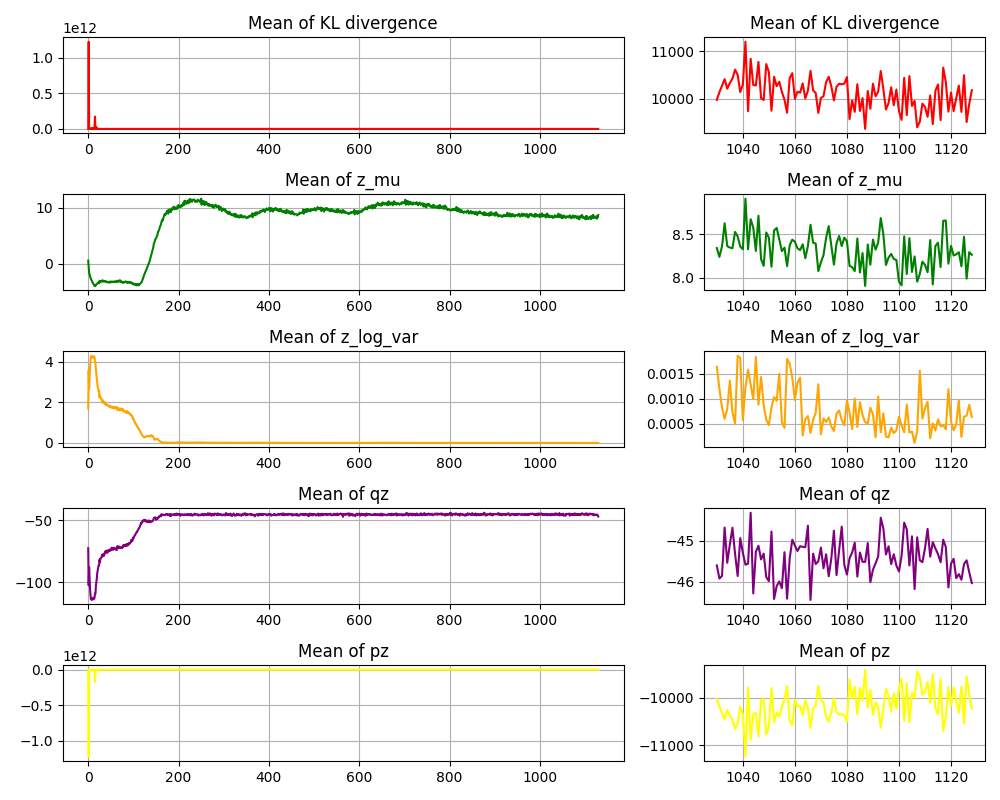 Mean of KL divergence
1e12
1.0
0.5
0.0
0 200 400 600 800 1000
Mean of KL divergence
11000
10000
1040 1060 1080 1100 1120
Mean of z_mu
10
0
0 200 400 600 800 1000
Mean of z_mu
8.5
8.0
1040 1060 1080 1100 1120
Mean of z_log_var
4
2
0
0 200 400 600 800 1000
Mean of z_log_var
0.0015
0.0010
0.0005
1040 1060 1080 1100 1120
Mean of qz
−50
−100
0 200 400 600 800 1000
Mean of qz
−45
−46
1040 1060 1080 1100 1120
Mean of pz
1e12
0.0
−0.5
−1.0
0 200 400 600 800 1000
Mean of pz
−10000
−11000
1040 1060 1080 1100 1120